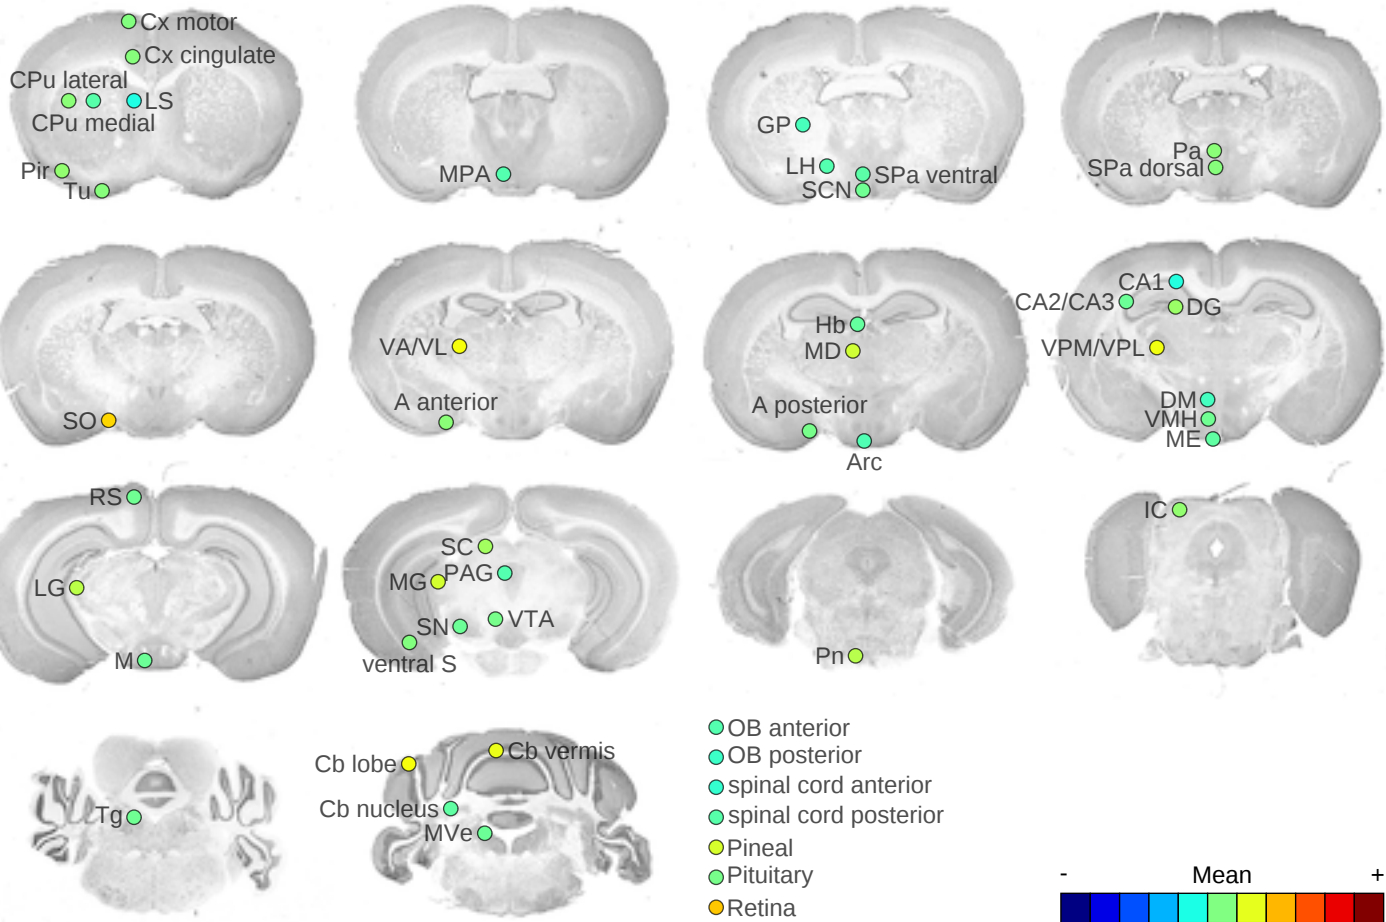 Cx motor
Cx cingulate
CPu lateral
LS
CPu medial
Pir
Tu
MPA
GP
LH
SPa ventral
SCN
Pa
SPa dorsal
SO
VA/VL
A anterior
Hb
MD
A posterior
Arc
CA1
CA2/CA3
DG
VPM/VPL
DM
VMH
ME
RS
LG
M
SC
MG
PAG
SN
VTA
ventral S
Pn
IC
Tg
Cb lobe
Cb vermis
Cb nucleus
MVe
OB anterior
OB posterior
spinal cord anterior
spinal cord posterior
Pineal
Pituitary
Retina
- Mean +